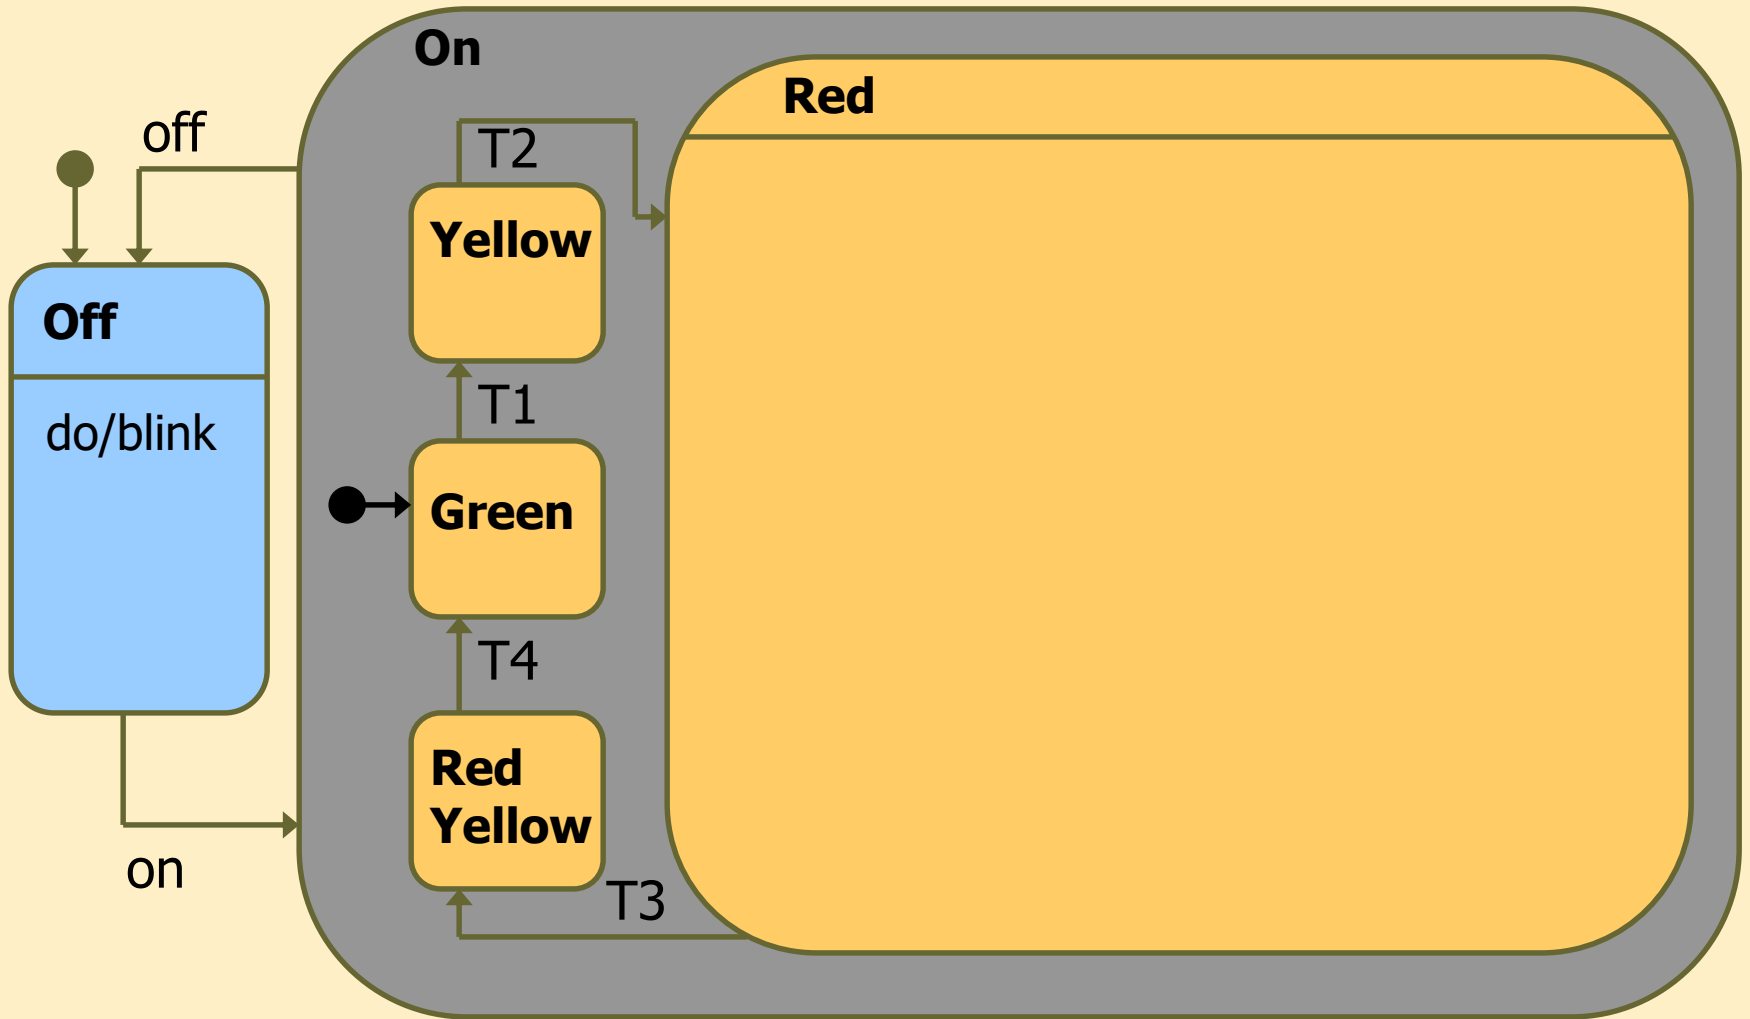 On
Red
off
T2
Yellow
Off
T1
do/blink
Green
T4
Red
Yellow
on
T3